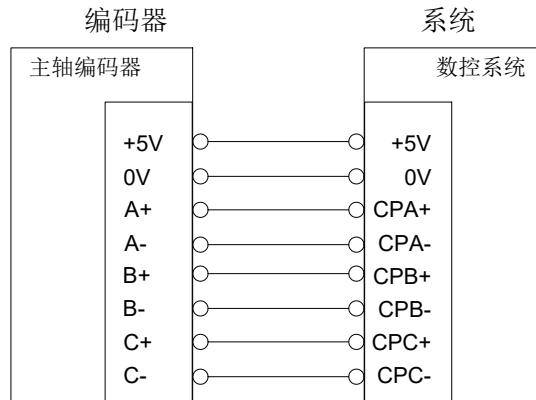 编码器 系统
主轴编码器 数控系统
+5V +5V
0V 0V
A+ CPA+
A- CPA-
B+ CPB+
B- CPB-
C+ CPC+
C- CPC-